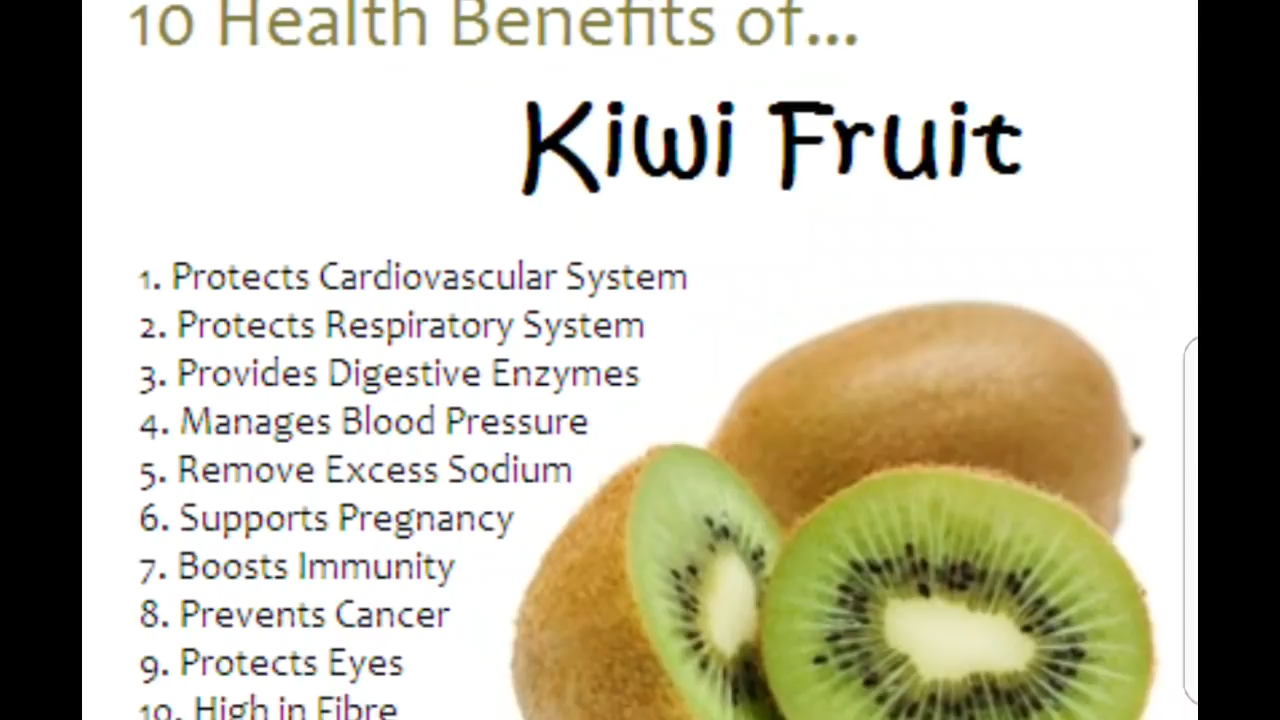 10 Health Benefits of...
Kiwi Fruit
1. Protects Cardiovascular System
2. Protects Respiratory System
3. Provides Digestive Enzymes
4. Manages Blood Pressure
5. Remove Excess Sodium
6. Supports Pregnancy
7. Boosts Immunity
8. Prevents Cancer
9. Protects Eyes
10. High in Fibre